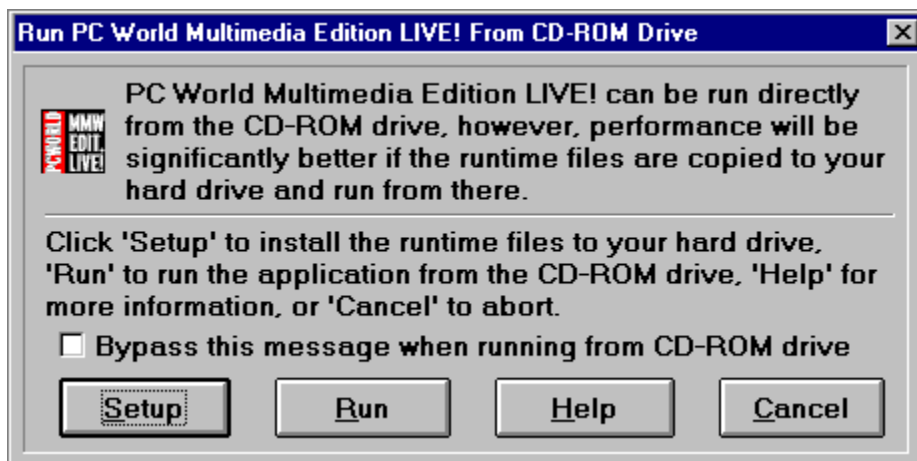 Run PC World Multimedia Edition LIVE! From CD-ROM Drive
PC World Multimedia Edition LIVE! can be run directly
from the CD-ROM drive, however, performance will be
significantly better if the runtime files are copied to your
hard drive and run from there.
PCWORLD
MMW
EDIT.
LIVE!
Click 'Setup' to install the runtime files to your hard drive,
'Run' to run the application from the CD-ROM drive, 'Help' for
more information, or 'Cancel' to abort.
Bypass this message when running from CD-ROM drive
Setup Run Help Cancel